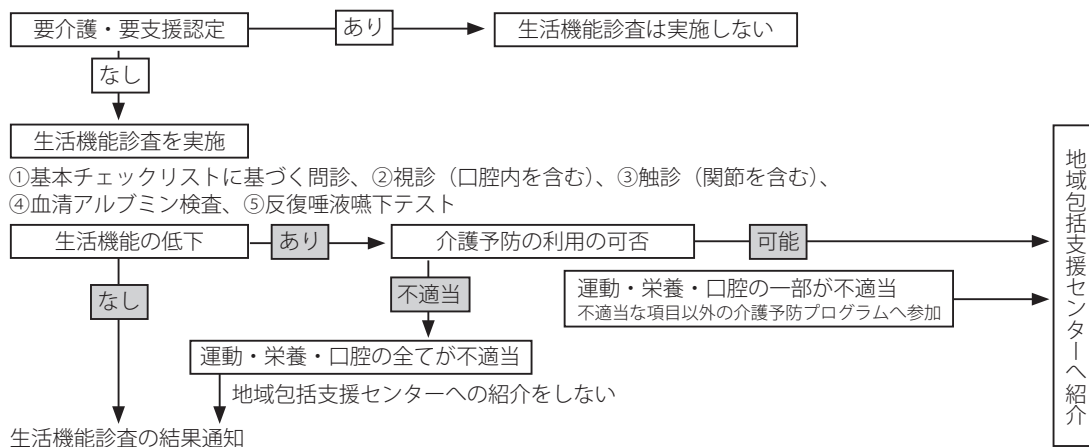 要介護・要支援認定
あり
生活機能診査は実施しない
なし
生活機能診査を実施
①基本チェックリストに基づく問診、②視診（口腔内を含む）、③触診（関節を含む）、
④血清アルブミン検査、⑤反復唾液嚥下テスト
生活機能の低下
あり
介護予防の利用の可否
可能
なし
不適当
運動・栄養・口腔の一部が不適当
不適当な項目以外の介護予防プログラムへ参加
運動・栄養・口腔の全てが不適当
地域包括支援センターへの紹介をしない
生活機能診査の結果通知
地域包括支援センターへ紹介